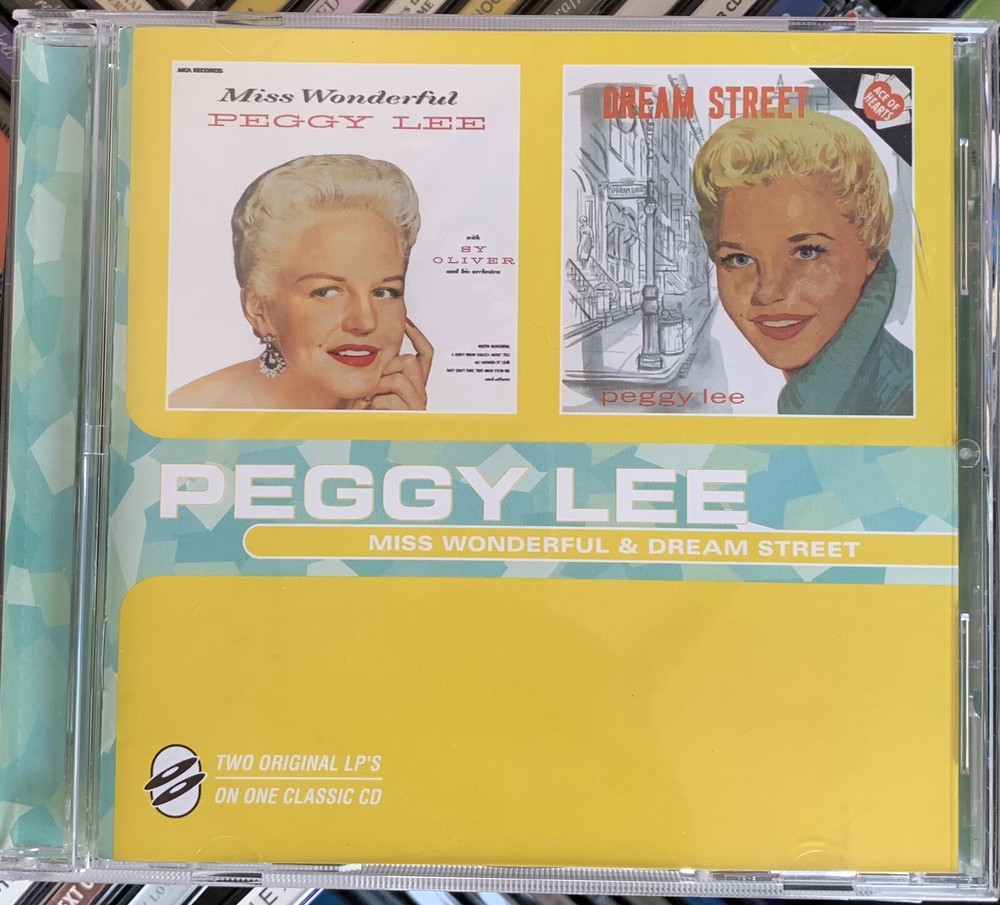 MCA RECORDS
Miss Wonderful
PEGGY LEE
with
SY
OLIVER
and his orchestra
and others
DREAM STREET
ACE OF
HEARTS
peggy lee
PEGGY LEE
MISS WONDERFUL & DREAM STREET
TWO ORIGINAL LP'S
ON ONE CLASSIC CD